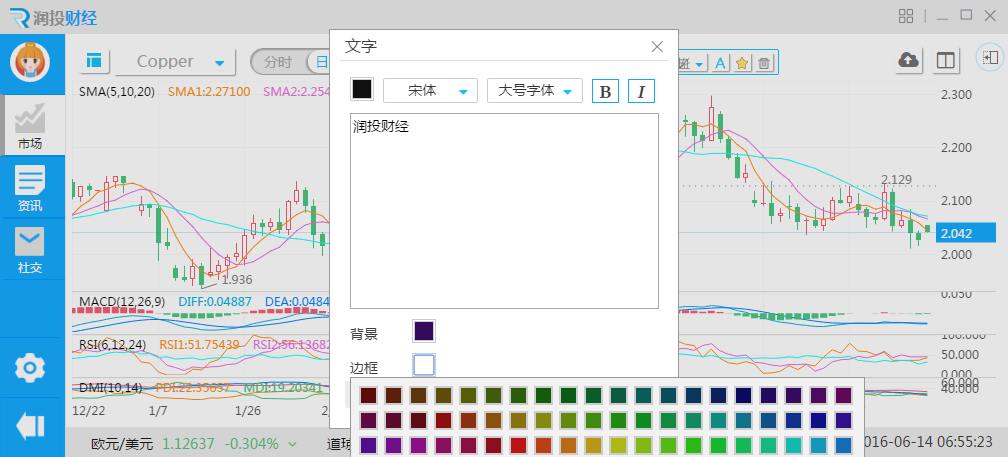 润投财经
文字
Copper
分时
日
A
SMA(5,10,20) SMA1:2.27100 SMA2:2.254
宋体
大号字体
B
I
润投财经
市场
资讯
社交
2.300
2.200
2.129
2.100
2.042
2.000
1.936
MACD(12,26,9) DIFF:0.04887 DEA:0.0484
0.050
0.000
背景
RSI(6,12,24) RSI1:51.75439 RSI2:56.13682
100.00
50.000
0.0000
边框
DMI(10,14) PDI:22.35657 MDI:19.20341
60.000
40.000
12/22 1/7 1/26
欧元/美元 1.12637 -0.304%
016-06-14 06:55:23